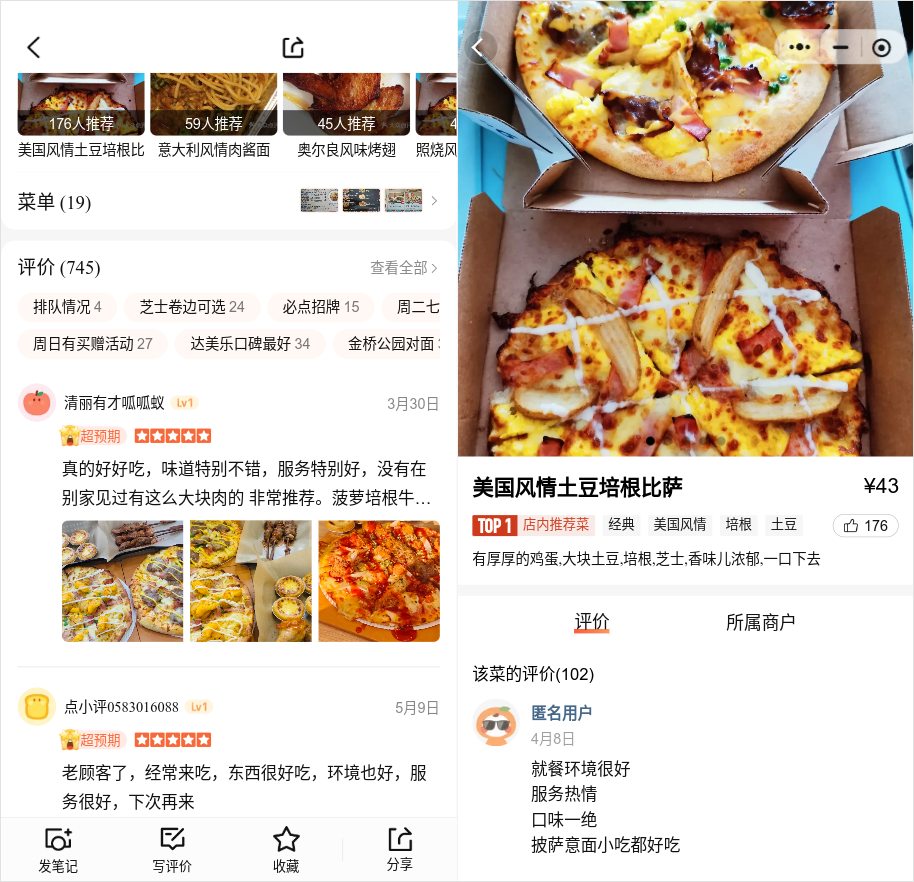 176人推荐
59人推荐
45人推荐
4
美国风情土豆培根比
意大利风情肉酱面
奥尔良风味烤翅
照烧风
菜单 (19)
评价 (745)
查看全部
排队情况 4
芝士卷边可选 24
必点招牌 15
周二七
周日有买赠活动 27
达美乐口碑最好 34
金桥公园对面
清丽有才呱呱蚁
Lv1
3月30日
超预期
真的好好吃，味道特别不错，服务特别好，没有在
别家见过有这么大块肉的 非常推荐。菠萝培根牛…
点小评0583016088
Lv1
5月9日
超预期
老顾客了，经常来吃，东西很好吃，环境也好，服
务很好，下次再来
发笔记
写评价
收藏
分享
美国风情土豆培根比萨
¥43
TOP 1 店内推荐菜
经典
美国风情
培根
土豆
176
有厚厚的鸡蛋,大块土豆,培根,芝士,香味儿浓郁,一口下去
评价
所属商户
该菜的评价(102)
匿名用户
4月8日
就餐环境很好
服务热情
口味一绝
披萨意面小吃都好吃